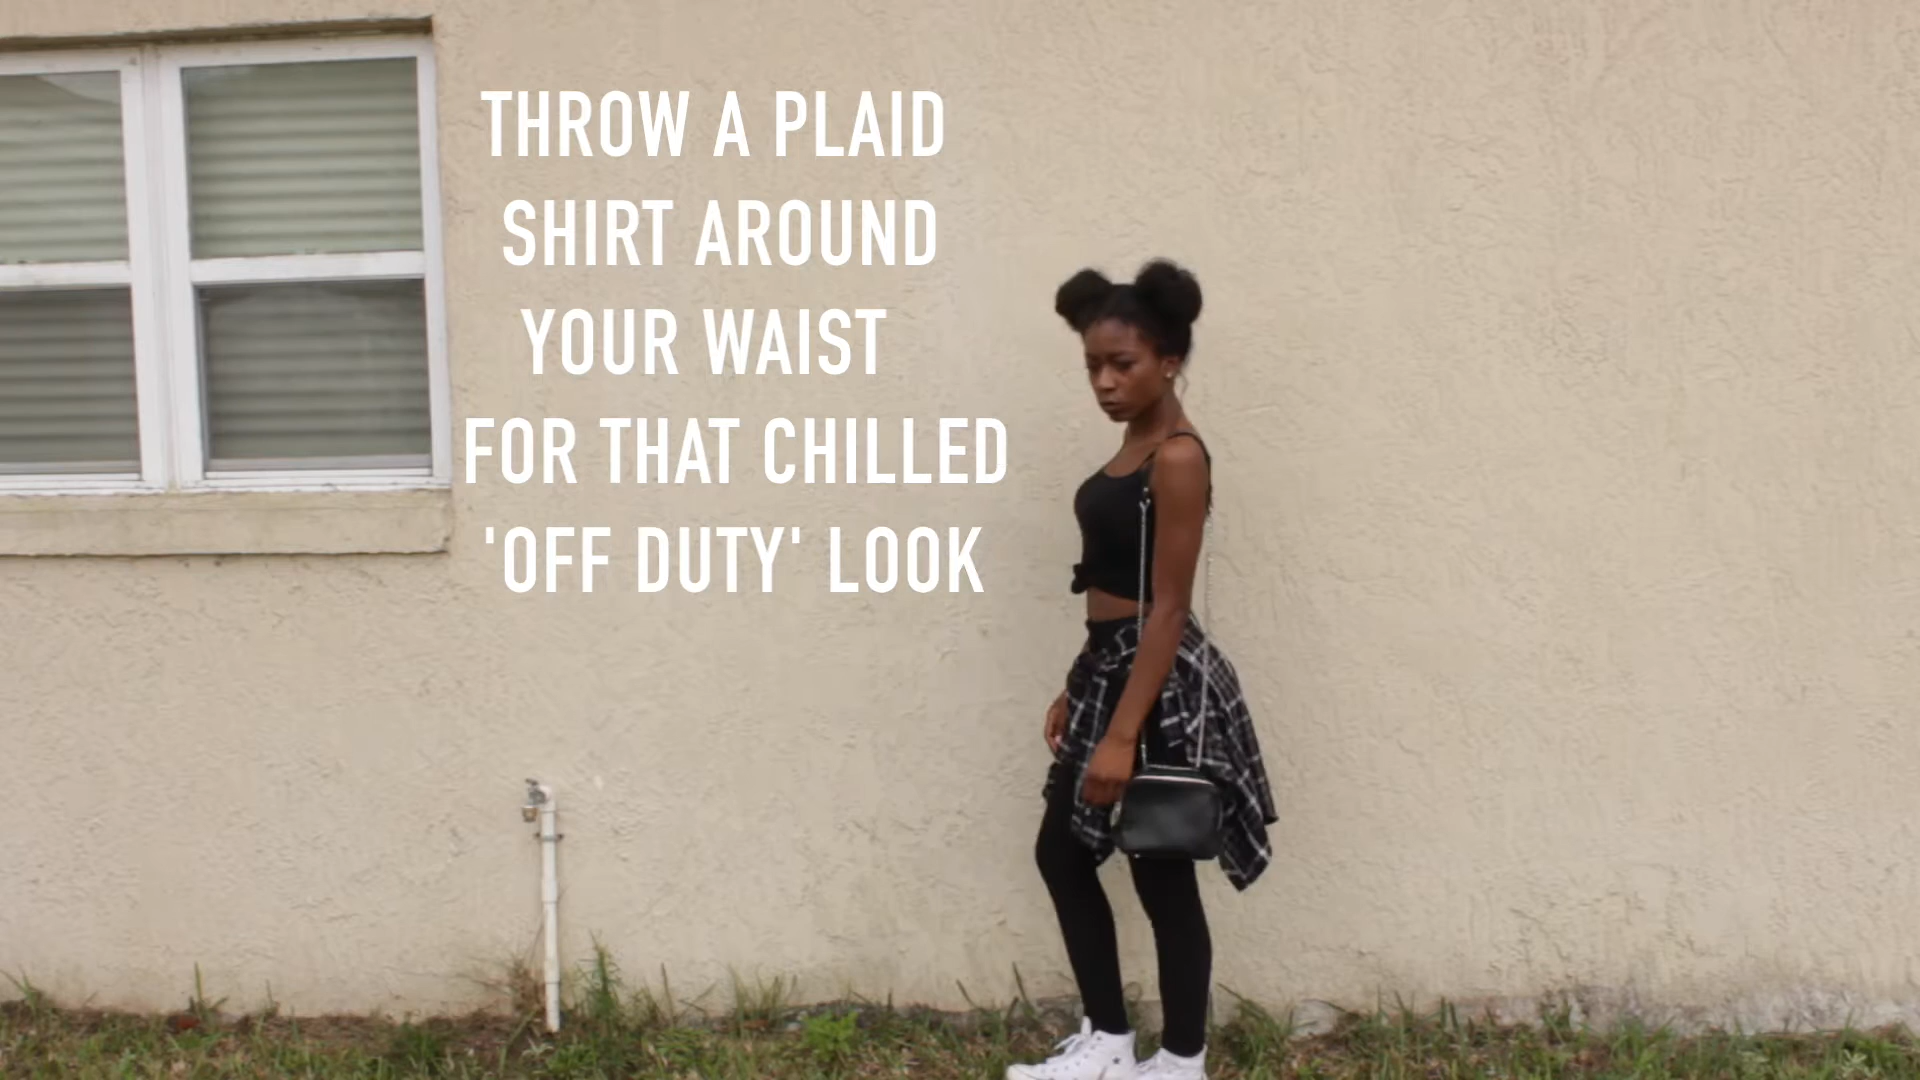 THROW A PLAID
SHIRT AROUND
YOUR WAIST
FOR THAT CHILLED
'OFF DUTY' LOOK